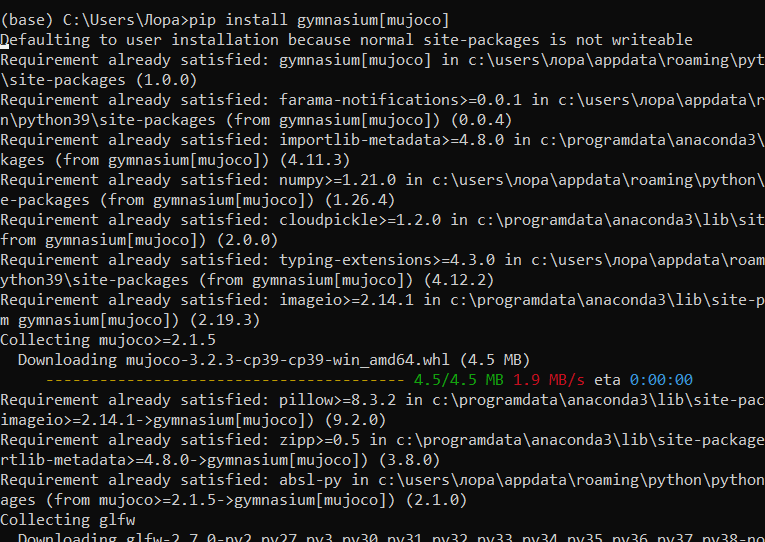 (base) C:\Users\Лора>pip install gymnasium[mujoco]
Defaulting to user installation because normal site-packages is not writeable
Requirement already satisfied: gymnasium[mujoco] in c:\users\лора\appdata\roaming\pyt
\site-packages (1.0.0)
Requirement already satisfied: farama-notifications>=0.0.1 in c:\users\лора\appdata\r
n\python39\site-packages (from gymnasium[mujoco]) (0.0.4)
Requirement already satisfied: importlib-metadata>=4.8.0 in c:\programdata\anaconda3\
kages (from gymnasium[mujoco]) (4.11.3)
Requirement already satisfied: numpy>=1.21.0 in c:\users\лора\appdata\roaming\python\
e-packages (from gymnasium[mujoco]) (1.26.4)
Requirement already satisfied: cloudpickle>=1.2.0 in c:\programdata\anaconda3\lib\sit
from gymnasium[mujoco]) (2.0.0)
Requirement already satisfied: typing-extensions>=4.3.0 in c:\users\лора\appdata\roam
ython39\site-packages (from gymnasium[mujoco]) (4.12.2)
Requirement already satisfied: imageio>=2.14.1 in c:\programdata\anaconda3\lib\site-p
m gymnasium[mujoco]) (2.19.3)
Collecting mujoco>=2.1.5
Downloading mujoco-3.2.3-cp39-cp39-win_amd64.whl (4.5 MB)
---------------------------------------- 4.5/4.5 MB 1.9 MB/s eta 0:00:00
Requirement already satisfied: pillow>=8.3.2 in c:\programdata\anaconda3\lib\site-pac
imageio>=2.14.1->gymnasium[mujoco]) (9.2.0)
Requirement already satisfied: zipp>=0.5 in c:\programdata\anaconda3\lib\site-package
rtlib-metadata>=4.8.0->gymnasium[mujoco]) (3.8.0)
Requirement already satisfied: absl-py in c:\users\лора\appdata\roaming\python\python
ages (from mujoco>=2.1.5->gymnasium[mujoco]) (2.1.0)
Collecting glfw
Downloading glfw-2.7.0-py2.py27.py3.py30.py31.py32.py33.py34.py35.py36.py37.py38-no